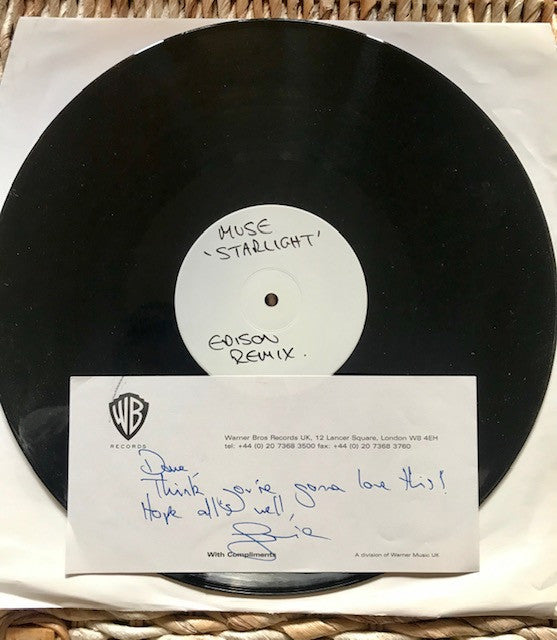 MUSE
'STARLIGHT'
EDISON
REMIX.
WB
RECORDS
Warner Bros Records UK, 12 Lancer Square, London W8 4EH
tel: +44 (0) 20 7368 3500 fax: +44 (0) 20 7368 3760
Think you're gonna love this!
Hope all's well,
With Compliments
A division of Warner Music UK